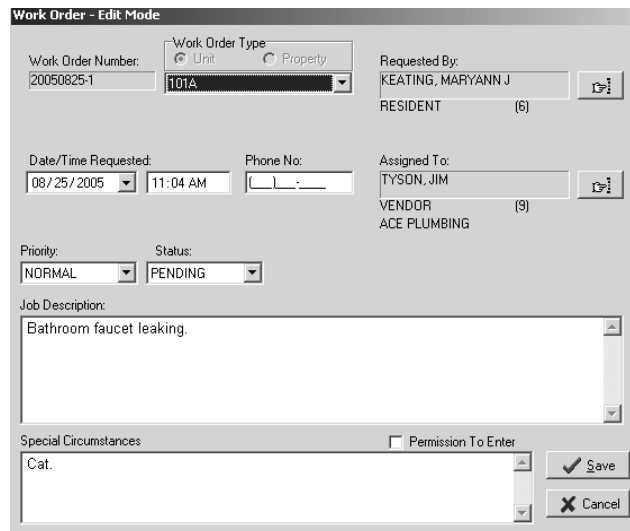 Work Order - Edit Mode
Work Order Type
Work Order Number:
Unit Property
Requested By:
20050825-1
101A
KEATING, MARYANN J
RESIDENT (6)
Date/Time Requested:
Phone No:
Assigned To:
08/25/2005
11:04 AM
(___)___-____
TYSON, JIM
VENDOR (9)
ACE PLUMBING
Priority:
Status:
NORMAL
PENDING
Job Description:
Bathroom faucet leaking.
Special Circumstances
Permission To Enter
Cat.
Save
Cancel